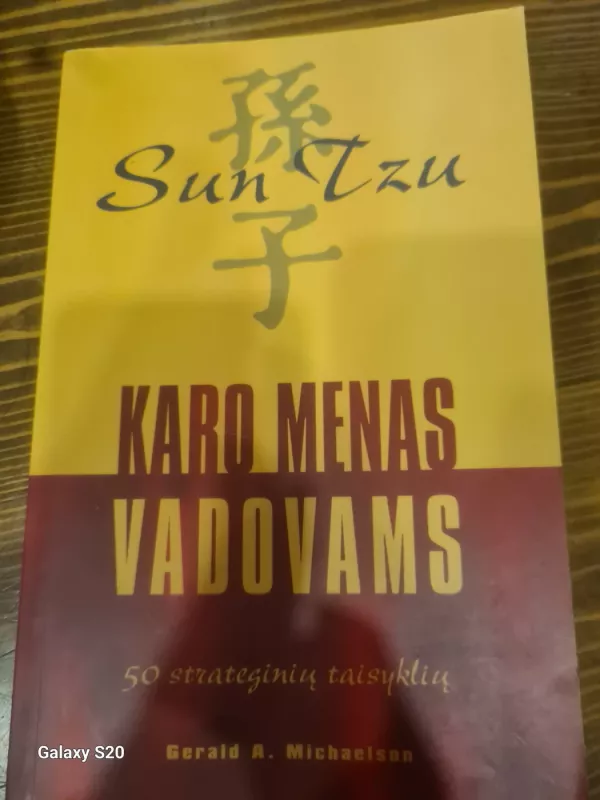 孫子
Sun Tzu
KARO MENAS
VADOVAMS
50 strateginių taisyklių
Gerald A. Michaelson
Galaxy S20